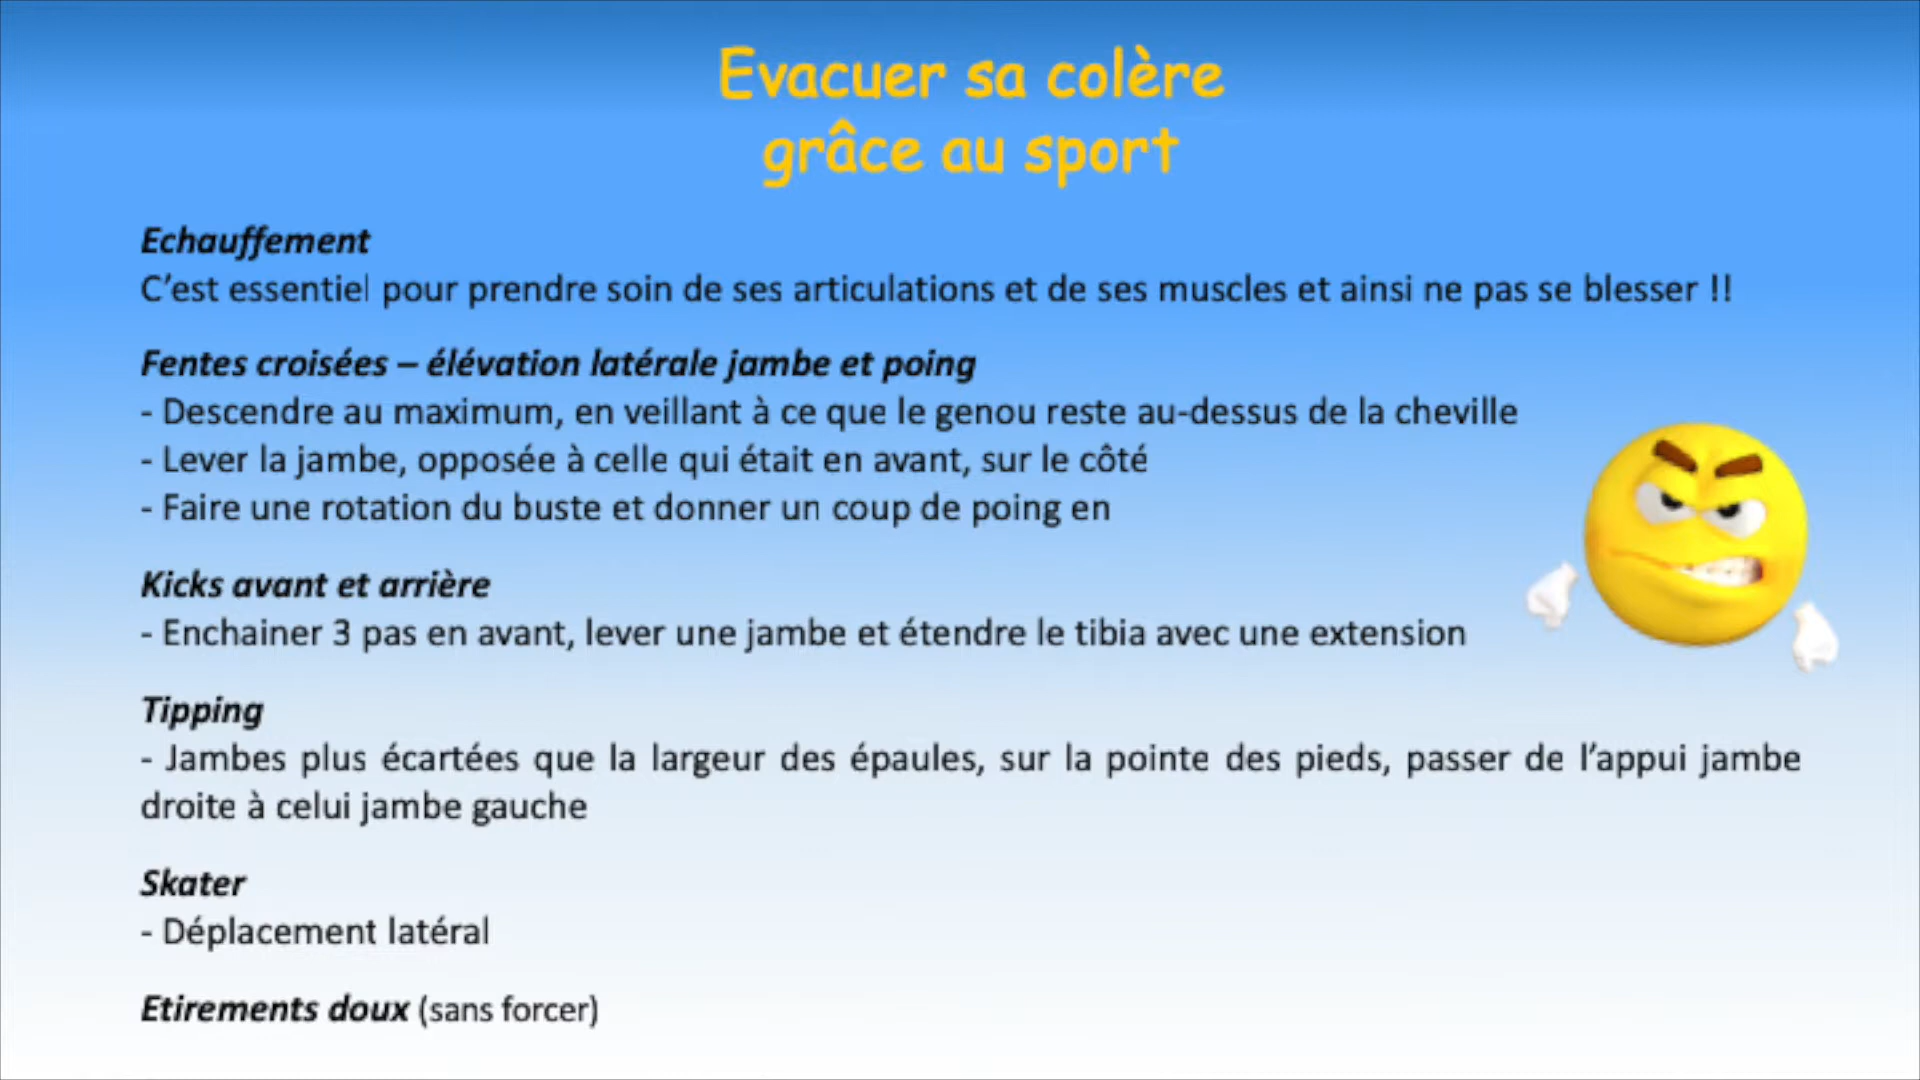 Evacuer sa colère
grâce au sport
Echauffement
C’est essentiel pour prendre soin de ses articulations et de ses muscles et ainsi ne pas se blesser !!
Fentes croisées – élévation latérale jambe et poing
- Descendre au maximum, en veillant à ce que le genou reste au-dessus de la cheville
- Lever la jambe, opposée à celle qui était en avant, sur le côté
- Faire une rotation du buste et donner un coup de poing en
Kicks avant et arrière
- Enchainer 3 pas en avant, lever une jambe et étendre le tibia avec une extension
Tipping
- Jambes plus écartées que la largeur des épaules, sur la pointe des pieds, passer de l’appui jambe
droite à celui jambe gauche
Skater
- Déplacement latéral
Etirements doux (sans forcer)